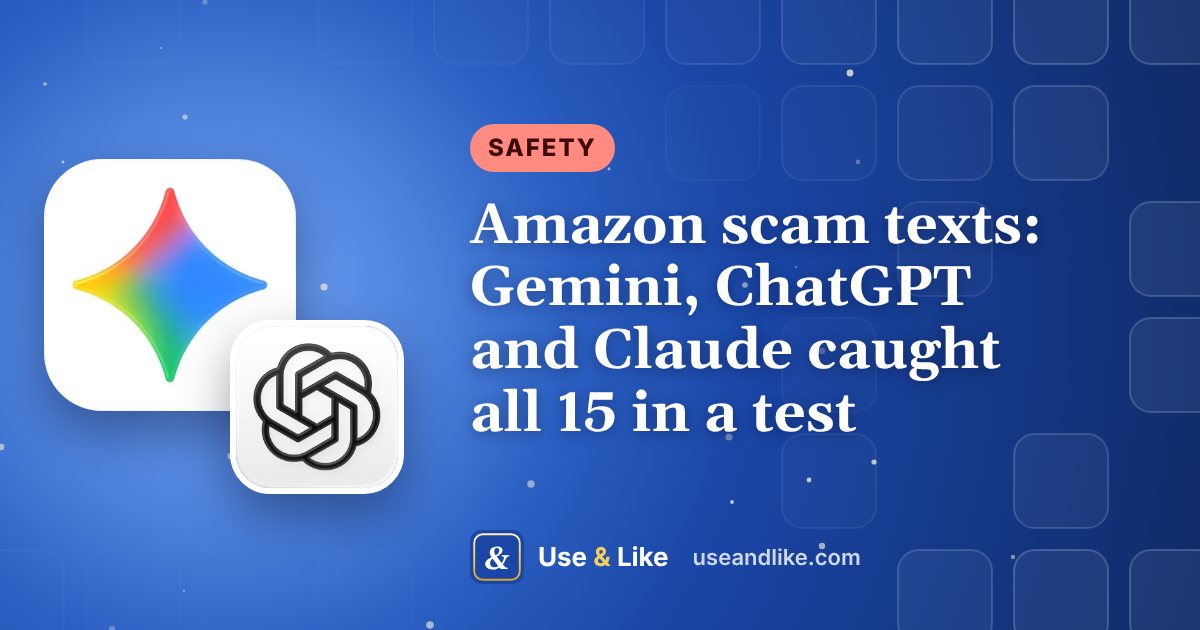 SAFETY
Amazon scam texts:
Gemini, ChatGPT
and Claude caught
all 15 in a test
& Use & Like useandlike.com